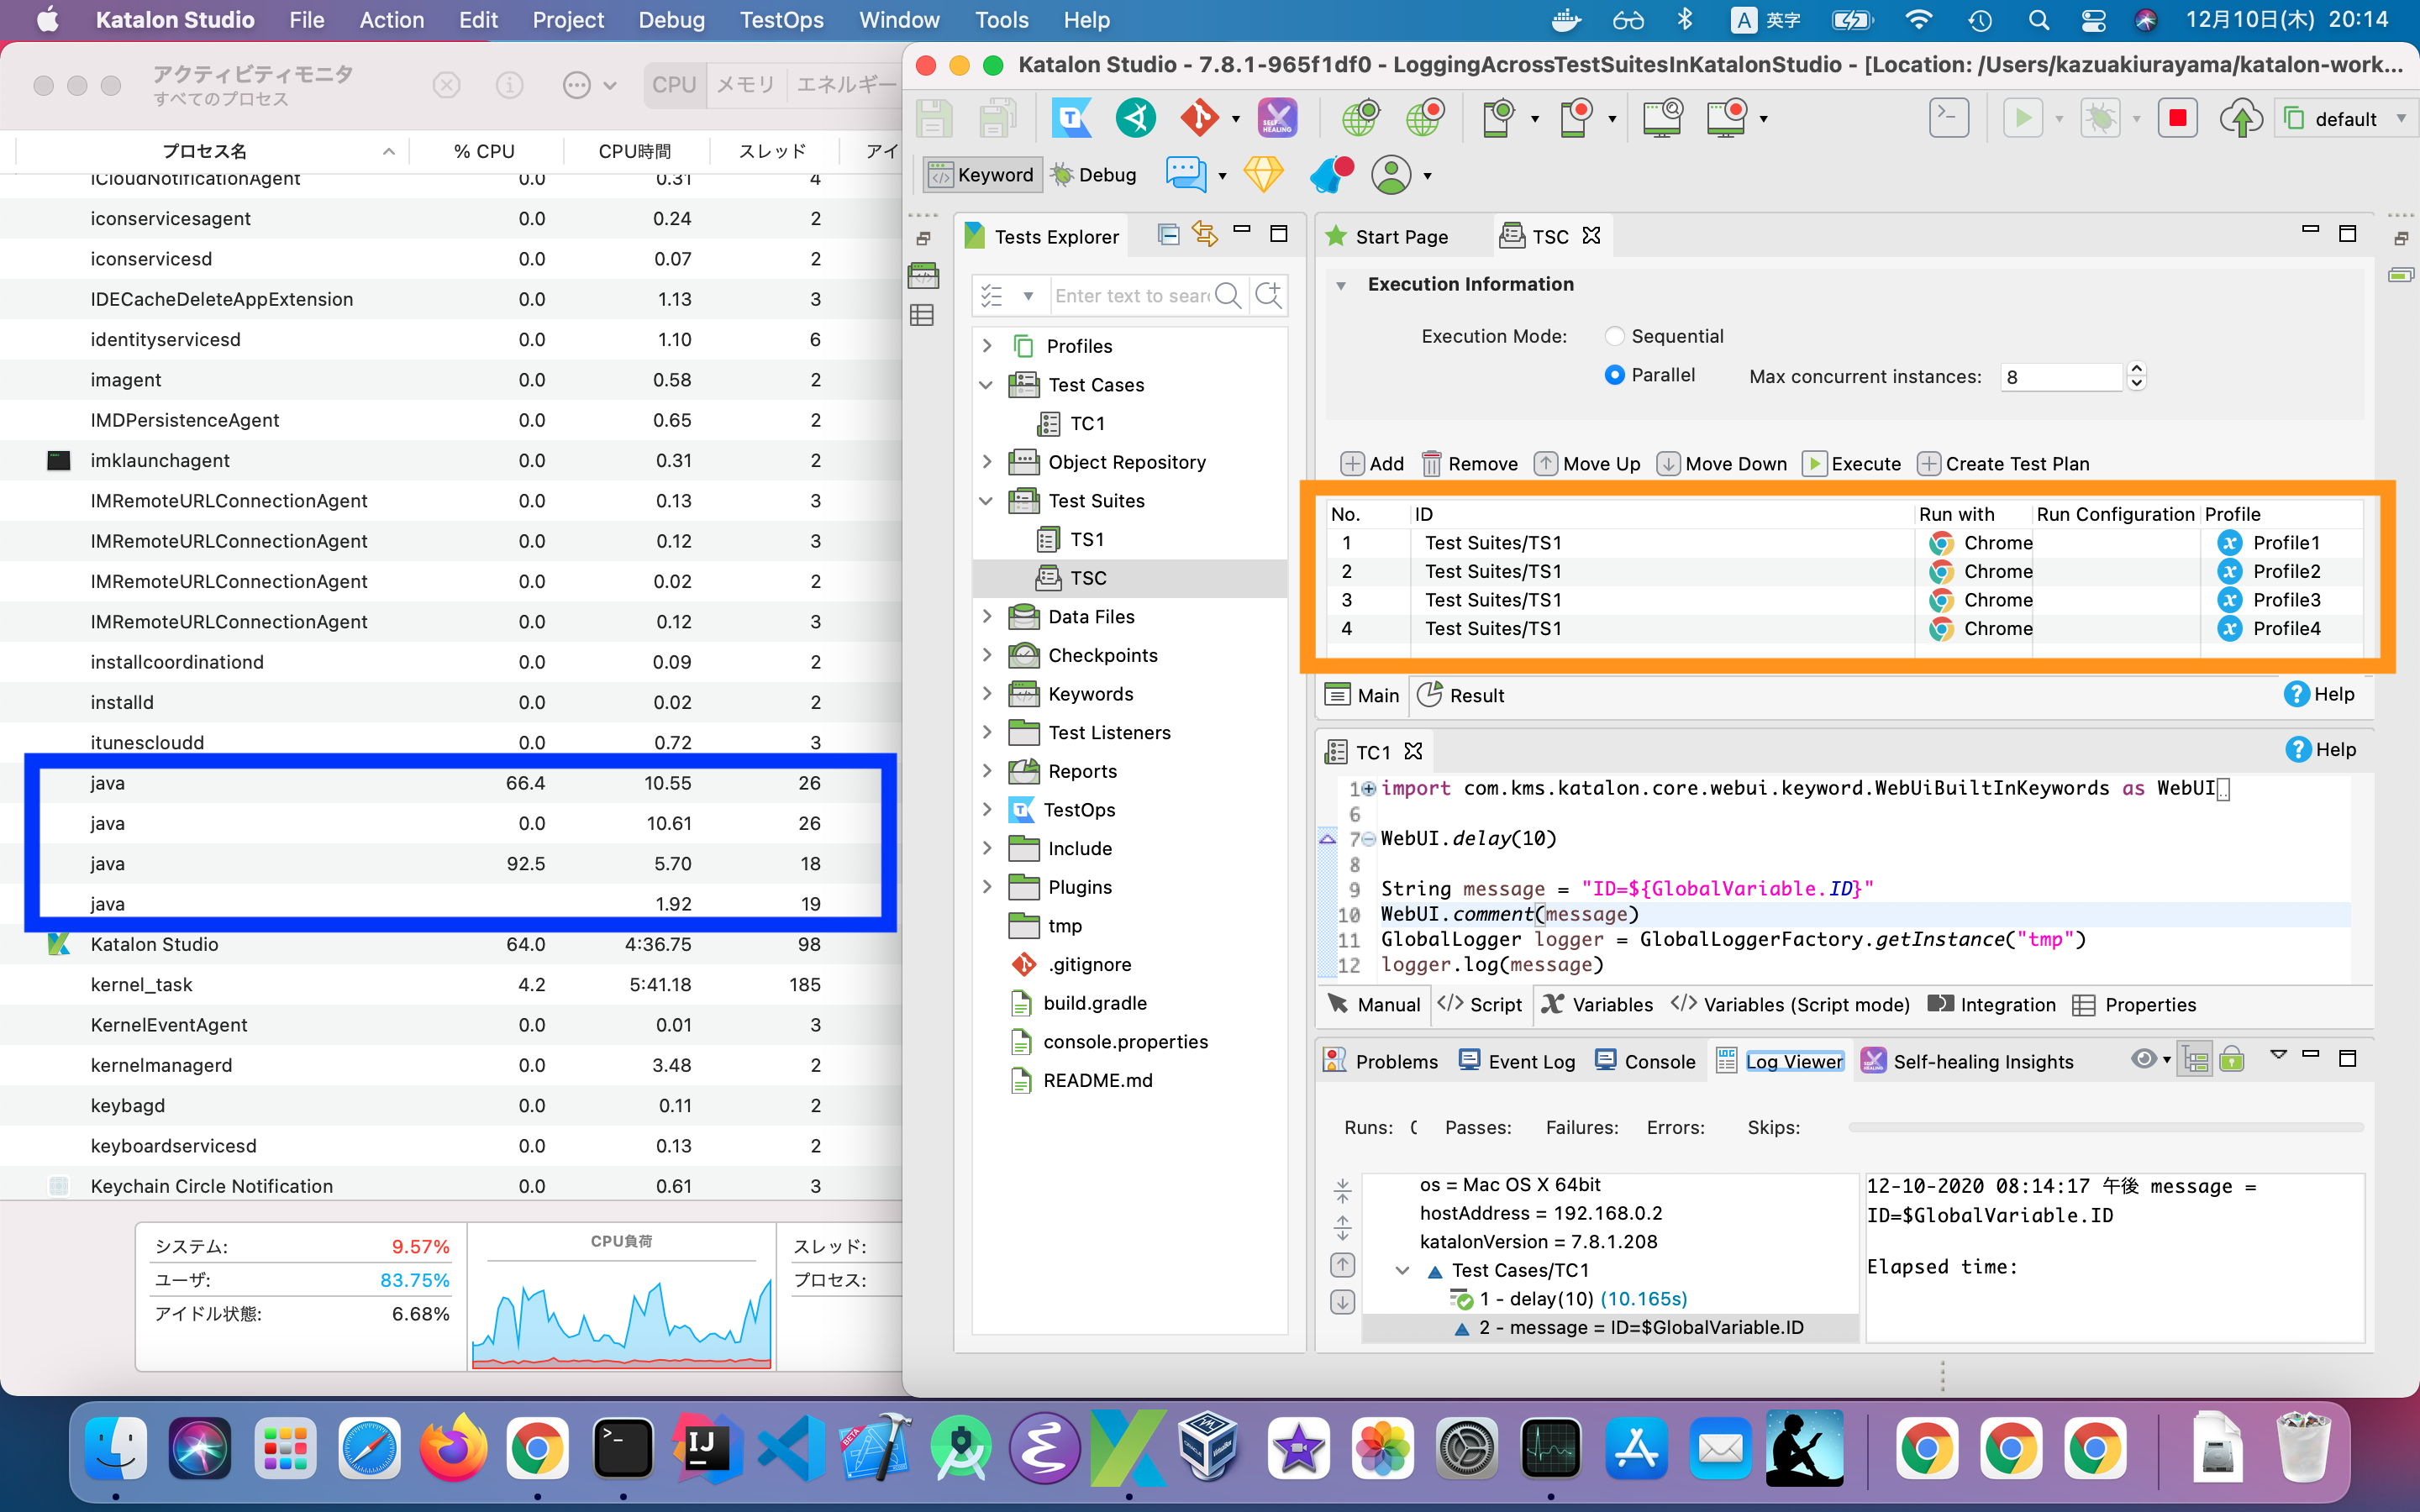 Katalon Studio File Action Edit Project Debug TestOps Window Tools Help A 英字 12月10日(木) 20:14
アクティビティモニタ
すべてのプロセス
CPU メモリ エネルギー
プロセス名 % CPU CPU時間 スレッド アイ
iCloudNotificationAgent 0.0 0.31 4
iconservicesagent 0.0 0.24 2
iconservicesd 0.0 0.07 2
IDECacheDeleteAppExtension 0.0 1.13 3
identityservicesd 0.0 1.10 6
imagent 0.0 0.58 2
IMDPersistenceAgent 0.0 0.65 2
imklaunchagent 0.0 0.31 2
IMRemoteURLConnectionAgent 0.0 0.13 3
IMRemoteURLConnectionAgent 0.0 0.12 3
IMRemoteURLConnectionAgent 0.0 0.02 2
IMRemoteURLConnectionAgent 0.0 0.12 3
installcoordinationd 0.0 0.09 2
installd 0.0 0.02 2
itunescloudd 0.0 0.72 3
java 66.4 10.55 26
java 0.0 10.61 26
java 92.5 5.70 18
java 1.92 19
Katalon Studio 64.0 4:36.75 98
kernel_task 4.2 5:41.18 185
KernelEventAgent 0.0 0.01 3
kernelmanagerd 0.0 3.48 2
keybagd 0.0 0.11 2
keyboardservicesd 0.0 0.13 2
Keychain Circle Notification 0.0 0.61 3
システム: 9.57%
ユーザ: 83.75%
アイドル状態: 6.68%
CPU負荷
スレッド:
プロセス:
Katalon Studio - 7.8.1-965f1df0 - LoggingAcrossTestSuitesInKatalonStudio - [Location: /Users/kazuakiurayama/katalon-work...
SELF-HEALING
default
Keyword Debug
Tests Explorer
Enter text to sear
Profiles
Test Cases
TC1
Object Repository
Test Suites
TS1
TSC
Data Files
Checkpoints
Keywords
Test Listeners
Reports
TestOps
Include
Plugins
tmp
.gitignore
build.gradle
console.properties
README.md
Start Page TSC
Execution Information
Execution Mode: Sequential
Parallel Max concurrent instances: 8
Add Remove Move Up Move Down Execute Create Test Plan
No. ID Run with Run Configuration Profile
1 Test Suites/TS1 Chrome Profile1
2 Test Suites/TS1 Chrome Profile2
3 Test Suites/TS1 Chrome Profile3
4 Test Suites/TS1 Chrome Profile4
Main Result Help
TC1 Help
1 import com.kms.katalon.core.webui.keyword.WebUiBuiltInKeywords as WebUI
6
7 WebUI.delay(10)
8
9 String message = "ID=${GlobalVariable.ID}"
10 WebUI.comment(message)
11 GlobalLogger logger = GlobalLoggerFactory.getInstance("tmp")
12 logger.log(message)
Manual Script Variables Variables (Script mode) Integration Properties
Problems Event Log Console Log Viewer Self-healing Insights
Runs: Passes: Failures: Errors: Skips:
os = Mac OS X 64bit
hostAddress = 192.168.0.2
katalonVersion = 7.8.1.208
Test Cases/TC1
1 - delay(10) (10.165s)
2 - message = ID=$GlobalVariable.ID
12-10-2020 08:14:17 午後 message =
ID=$GlobalVariable.ID
Elapsed time:
IJ
BETA